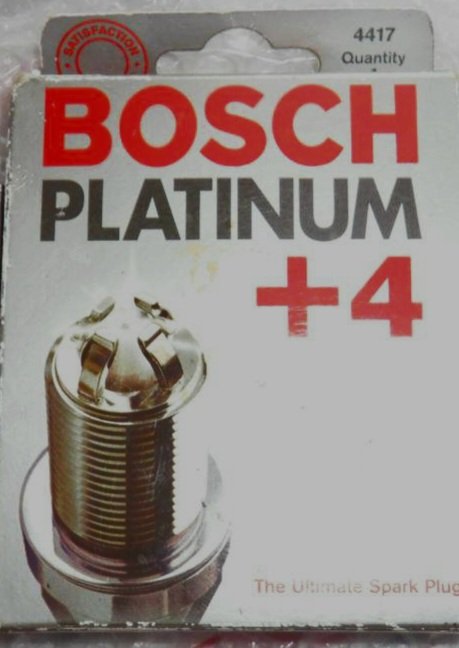 SATISFACTION
4417
Quantity
BOSCH
PLATINUM
+4
The Ultimate Spark Plug